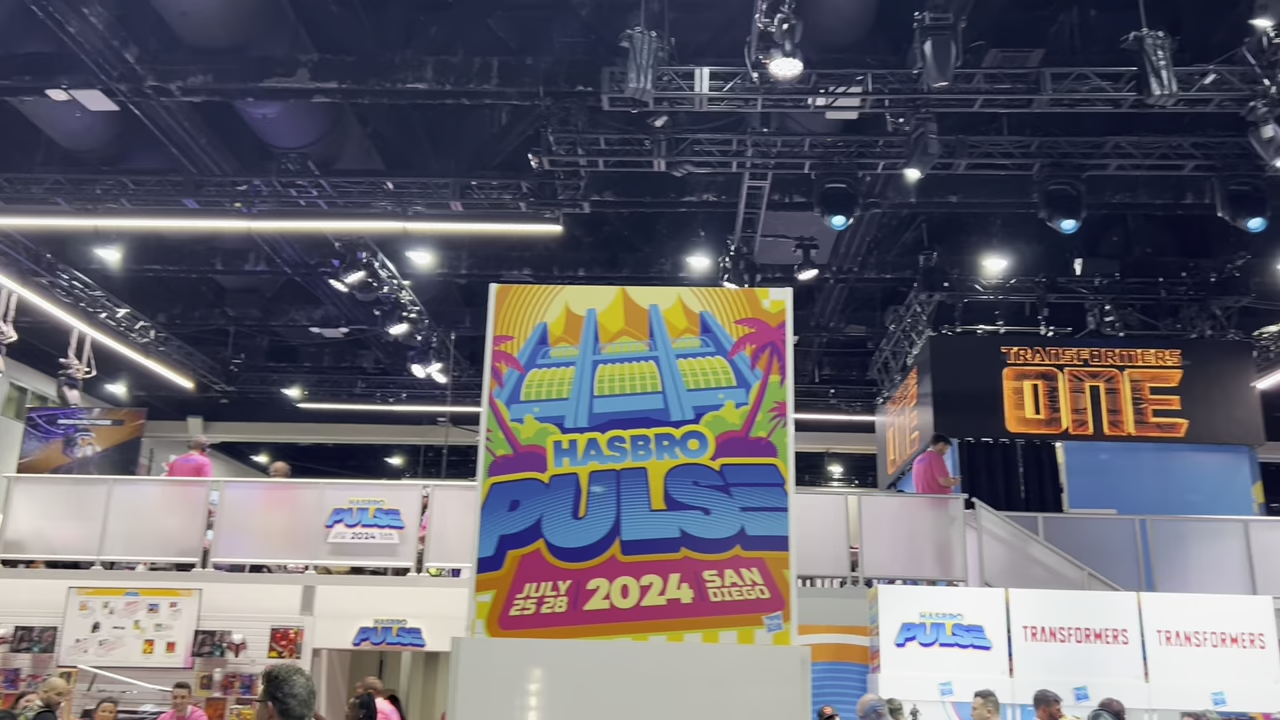 TRANSFORMERS
ONE
ONE
HASBRO
PULSE
JULY
25 28
2024
SAN
DIEGO
HASBRO
PULSE
2024
HASBRO
PULSE
HASBRO
PULSE
TRANSFORMERS
TRANSFORMERS